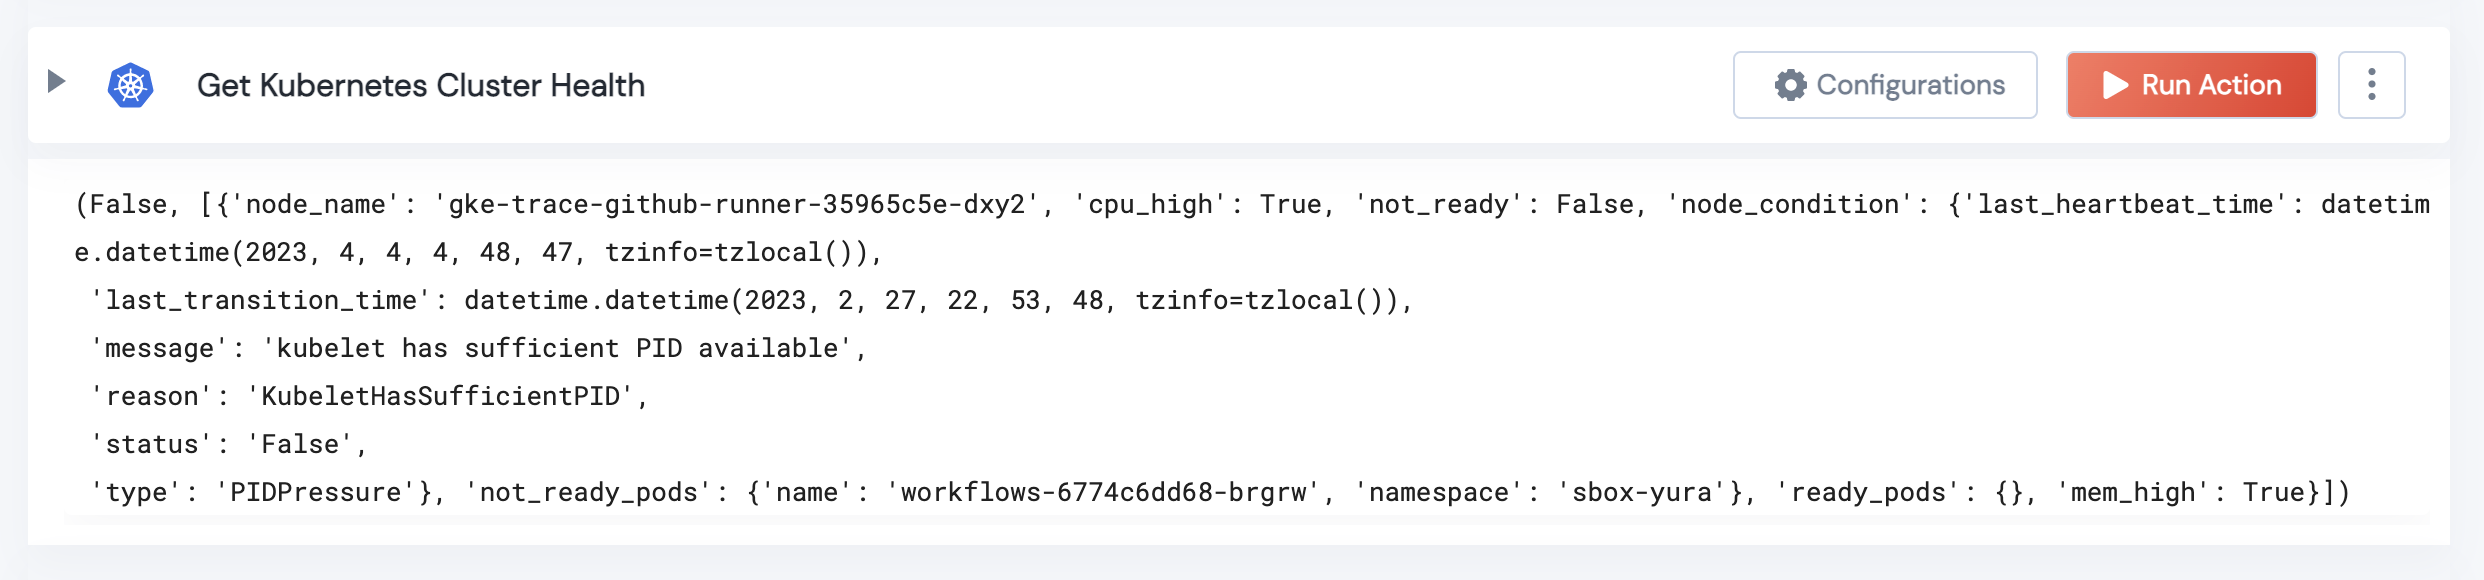 Get Kubernetes Cluster Health
Configurations
Run Action
(False, [{'node_name': 'gke-trace-github-runner-35965c5e-dxy2', 'cpu_high': True, 'not_ready': False, 'node_condition': {'last_heartbeat_time': datetim
e.datetime(2023, 4, 4, 4, 48, 47, tzinfo=tzlocal()),
 'last_transition_time': datetime.datetime(2023, 2, 27, 22, 53, 48, tzinfo=tzlocal()),
 'message': 'kubelet has sufficient PID available',
 'reason': 'KubeletHasSufficientPID',
 'status': 'False',
 'type': 'PIDPressure'}, 'not_ready_pods': {'name': 'workflows-6774c6dd68-brgrw', 'namespace': 'sbox-yura'}, 'ready_pods': {}, 'mem_high': True}])